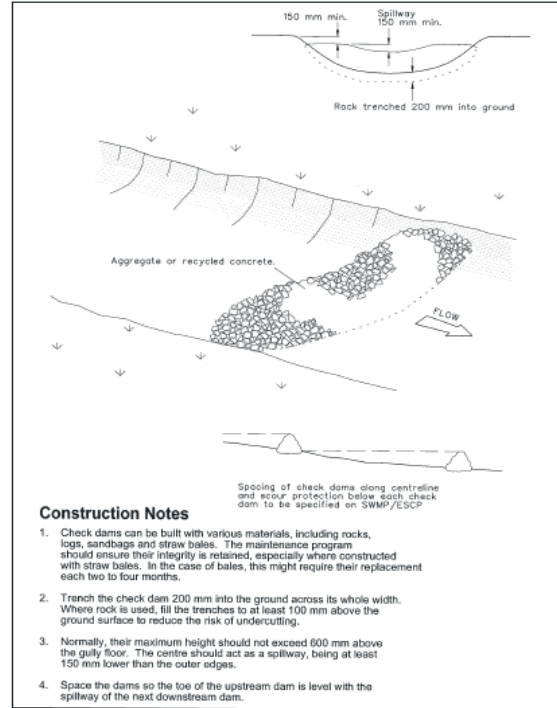 150 mm min.
Spillway
150 mm min.
Rock trenched 200 mm into ground
Aggregate or recycled concrete.
FLOW
Spacing of check dams along centreline
and scour protection below each check
dam to be specified on SWMP/ESCP
Construction Notes
1. Check dams can be built with various materials, including rocks,
logs, sandbags and straw bales. The maintenance program
should ensure their integrity is retained, especially where constructed
with straw bales. In the case of bales, this might require their replacement
each two to four months.
2. Trench the check dam 200 mm into the ground across its whole width.
Where rock is used, fill the trenches to at least 100 mm above the
ground surface to reduce the risk of undercutting.
3. Normally, their maximum height should not exceed 600 mm above
the gully floor. The centre should act as a spillway, being at least
150 mm lower than the outer edges.
4. Space the dams so the toe of the upstream dam is level with the
spillway of the next downstream dam.